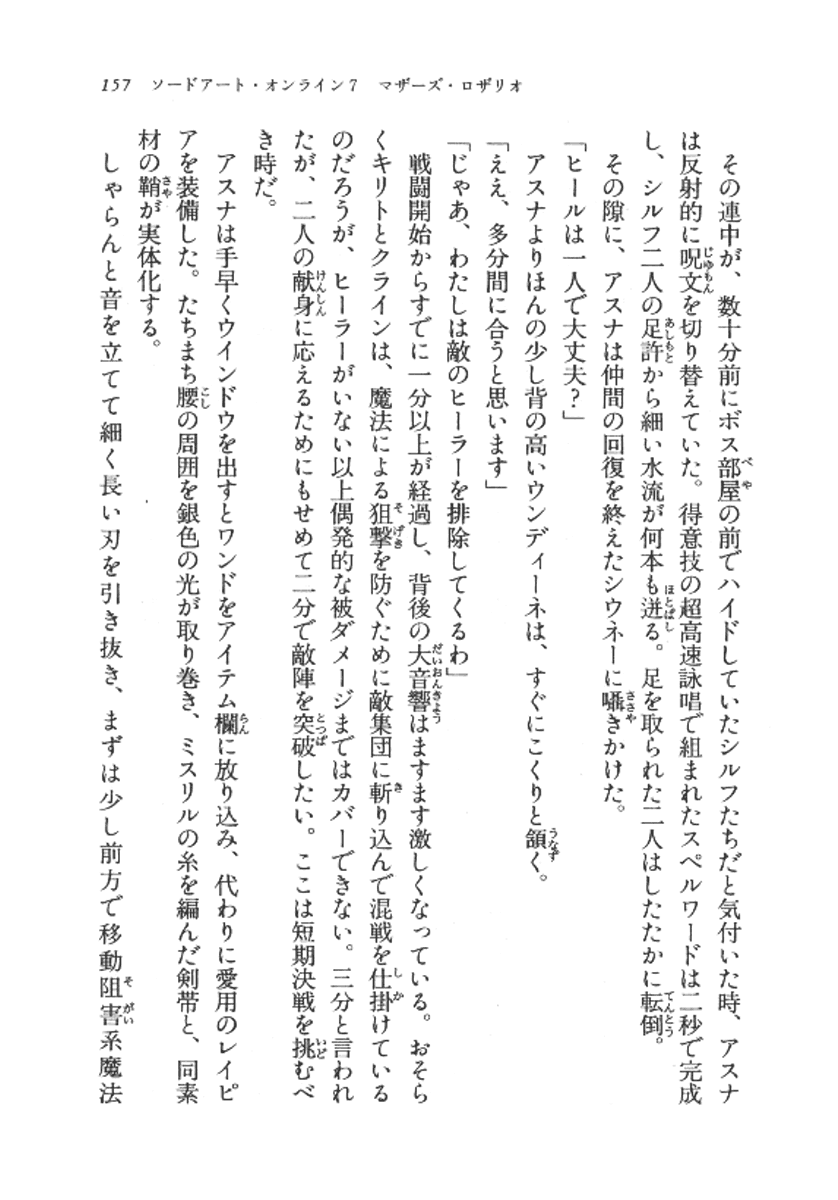 157　ソードアート・オンライン7　マザーズ・ロザリオ
　その連中が、数十分前にボス部屋の前でハイドしていたシルフたちだと気付いた時、アスナ
は反射的に呪文を切り替えていた。得意技の超高速詠唱で組まれたスペルワードは二秒で完成
し、シルフ二人の足許から細い水流が何本も迸る。足を取られた二人はしたたかに転倒。
　その隙に、アスナは仲間の回復を終えたシウネーに囁きかけた。
「ヒールは一人で大丈夫？」
　アスナよりほんの少し背の高いウンディーネは、すぐにこくりと頷く。
「ええ、多分間に合うと思います」
「じゃあ、わたしは敵のヒーラーを排除してくるわ」
　戦闘開始からすでに一分以上が経過し、背後の大音響はますます激しくなっている。おそら
くキリトとクラインは、魔法による狙撃を防ぐために敵集団に斬り込んで混戦を仕掛けている
のだろうが、ヒーラーがいない以上偶発的な被ダメージまではカバーできない。三分と言われ
たが、二人の献身に応えるためにもせめて二分で敵陣を突破したい。ここは短期決戦を挑むべ
き時だ。
　アスナは手早くウインドウを出すとワンドをアイテム欄に放り込み、代わりに愛用のレイピ
アを装備した。たちまち腰の周囲を銀色の光が取り巻き、ミスリルの糸を編んだ剣帯と、同素
材の鞘が実体化する。
　しゃらんと音を立てて細く長い刃を引き抜き、まずは少し前方で移動阻害系魔法